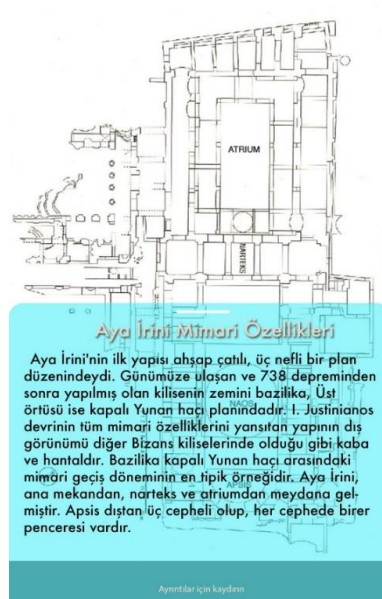 ATRIUM
NARTEKS
Aya İrini Mimari Özellikleri
Aya İrini'nin ilk yapısı ahşap çatılı, üç nefli bir plan
düzenindeydi. Günümüze ulaşan ve 738 depreminden
sonra yapılmış olan kilisenin zemini bazilika, Üst
örtüsü ise kapalı Yunan haçı planındadır. I. Justinianos
devrinin tüm mimari özelliklerini yansıtan yapının dış
görünümü diğer Bizans kiliselerinde olduğu gibi kaba
ve hantaldır. Bazilika kapalı Yunan haçı arasındaki
mimari geçiş döneminin en tipik örneğidir. Aya İrini,
ana mekandan, narteks ve atriumdan meydana gel-
miştir. Apsis dıştan üç cepheli olup, her cephede birer
penceresi vardır.
NAOS
APSİS
Ayrıntılar için kaydırın